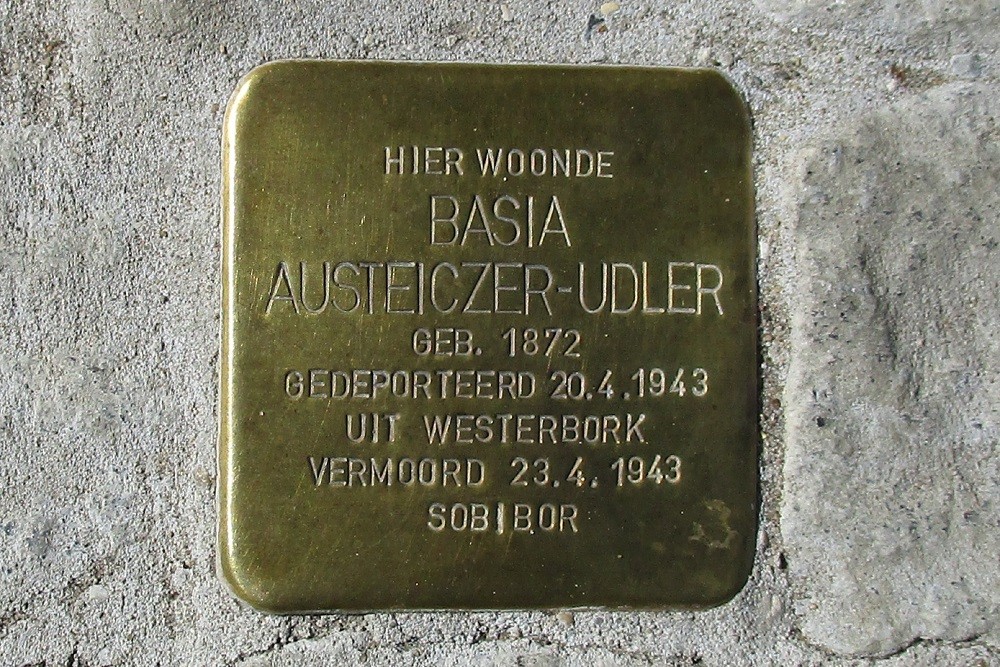 HIER WOONDE
BASIA
AUSTEICZER-UDLER
GEB. 1872
GEDEPORTEERD 20.4.1943
UIT WESTERBORK
VERMOORD 23.4.1943
SOBIBOR